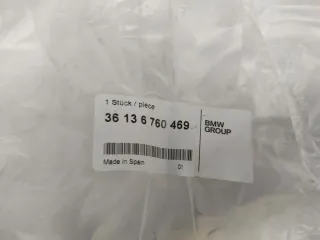 1 Stück / piece
36 13 6 760 469
BMW
GROUP
Made in Spain
01